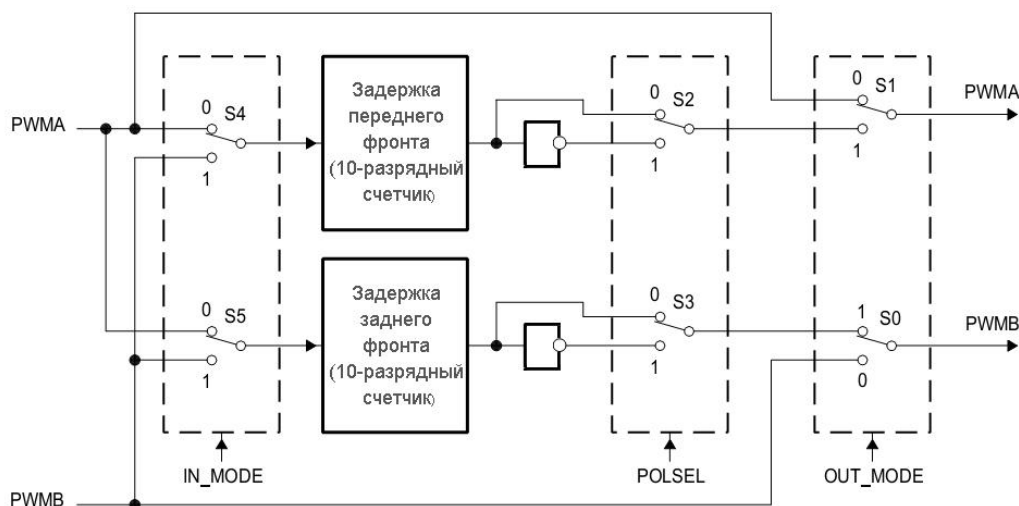 0
S1
PWMA
1
Задержка
переднего
фронта
(10-разрядный
счетчик)
0
S4
PWMA
1
0
S2
1
Задержка
заднего
фронта
(10-разрядный
счетчик)
0
S5
1
0
S3
1
1
S0
PWMB
0
IN_MODE
POLSEL
OUT_MODE
PWMB